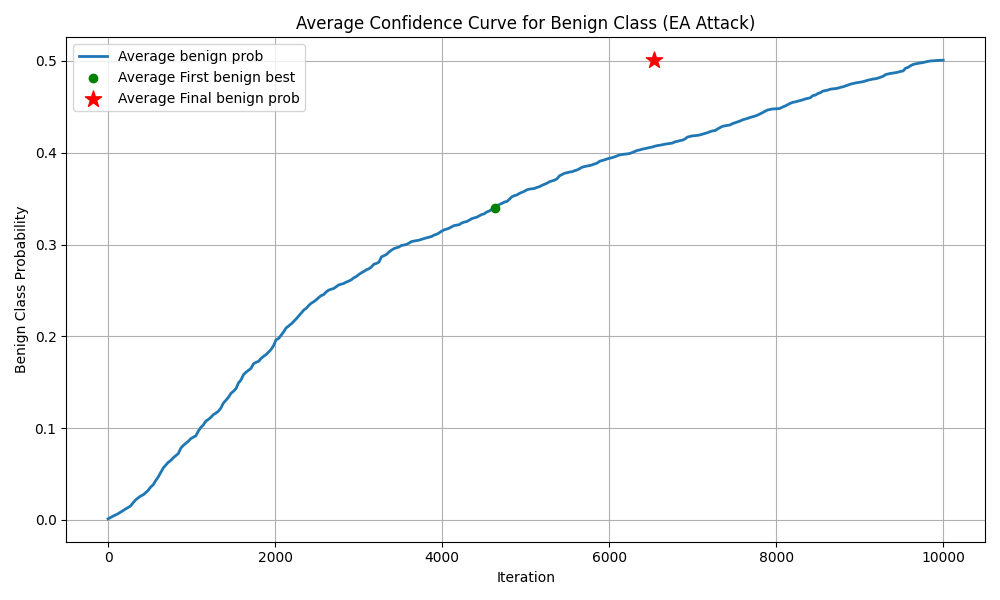 Average Confidence Curve for Benign Class (EA Attack)
Average benign prob
Average First benign best
Average Final benign prob
Benign Class Probability
0.5
0.4
0.3
0.2
0.1
0.0
0 2000 4000 6000 8000 10000
Iteration